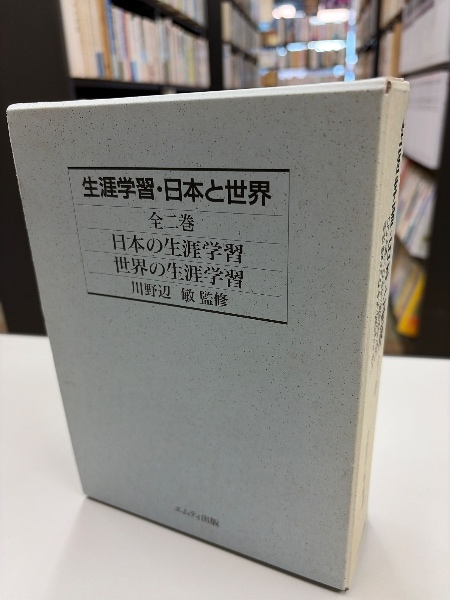 生涯学習・日本と世界
全二巻
日本の生涯学習
世界の生涯学習
川野辺 敏 監修
エムティ出版